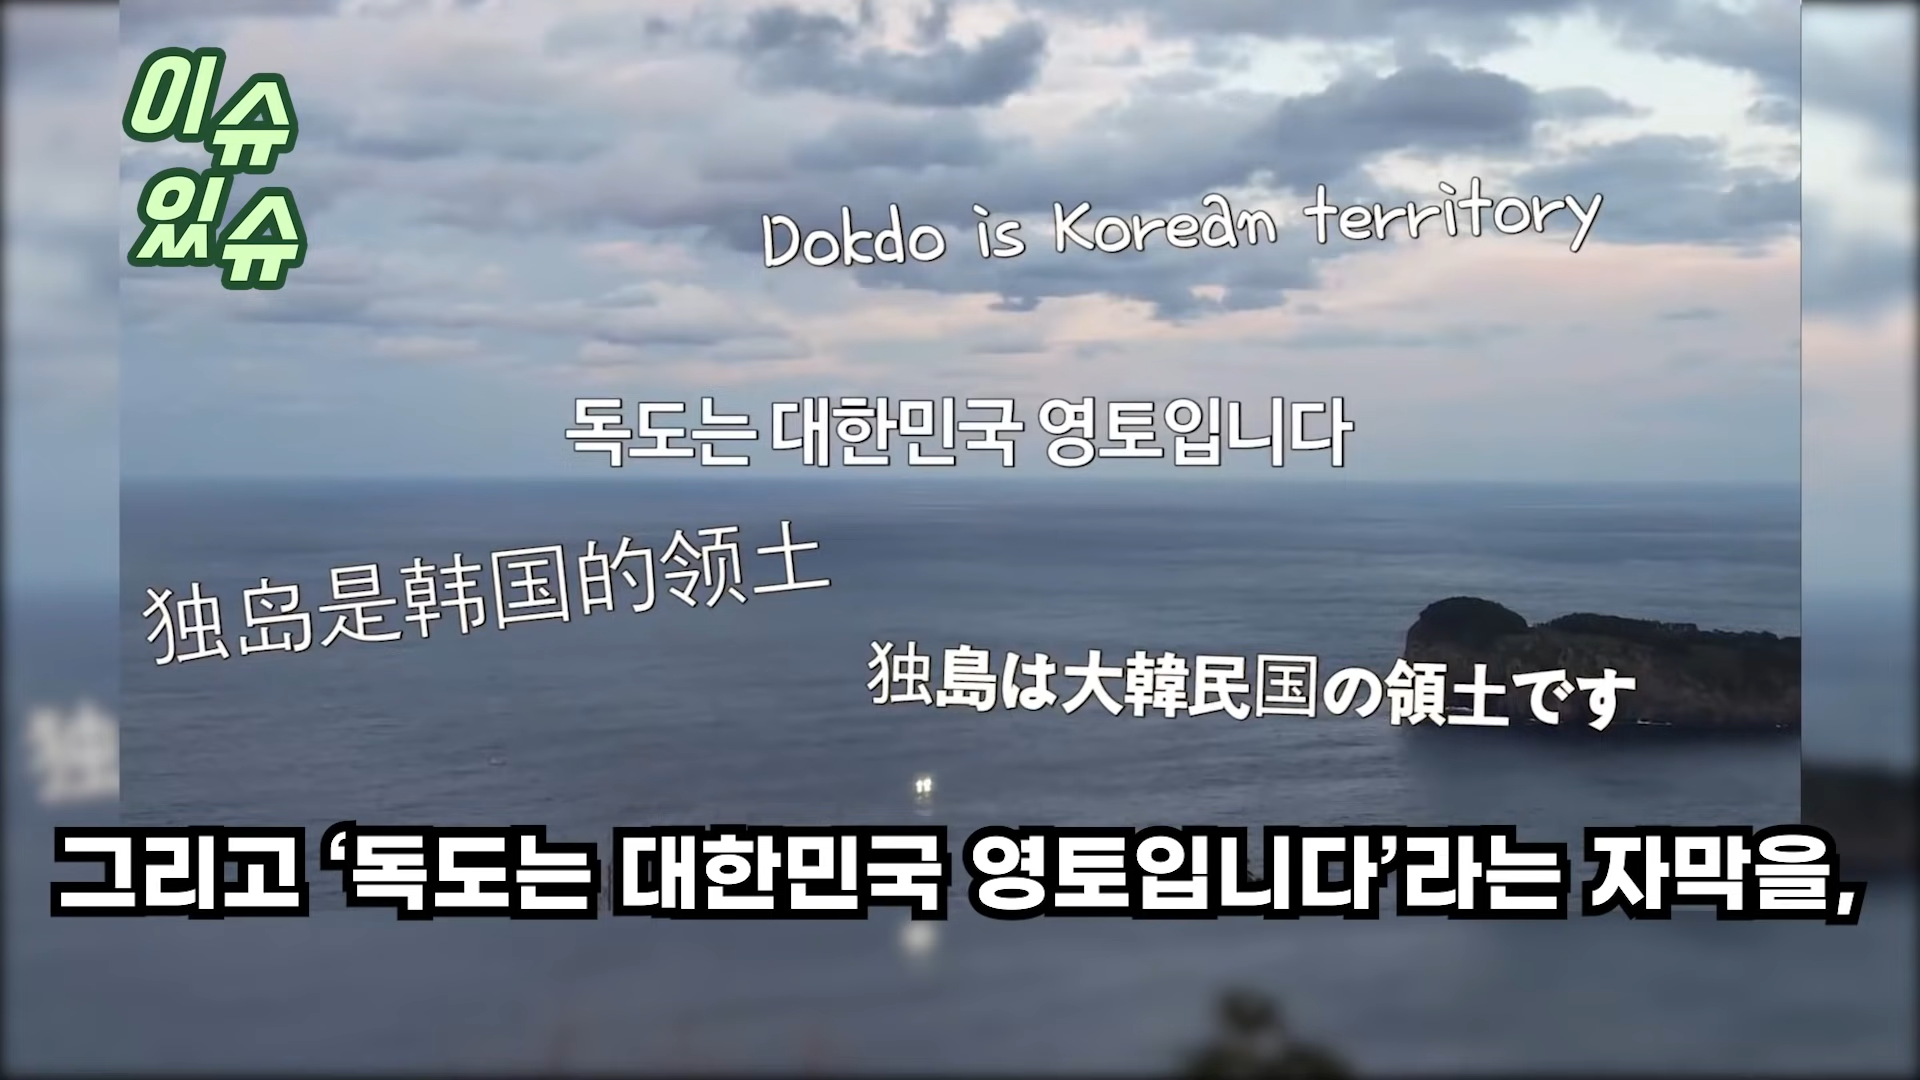 이슈
있슈
Dokdo is Korean territory
독도는 대한민국 영토입니다
独岛是韩国的领土
独島は大韓民国の領土です
그리고 ‘독도는 대한민국 영토입니다’라는 자막을,